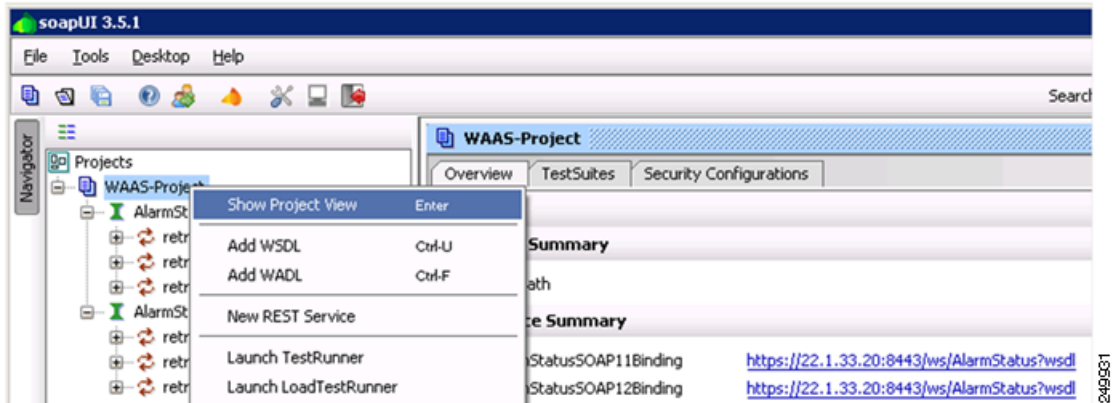 soapUI 3.5.1
File Tools Desktop Help
Search
Navigator
Projects
WAAS-Project
AlarmSt
retr
retr
retr
AlarmSt
retr
retr
retr
Show Project View Enter
Add WSDL Ctrl-U
Add WADL Ctrl-F
New REST Service
Launch TestRunner
Launch LoadTestRunner
WAAS-Project
Overview TestSuites Security Configurations
Summary
ath
ce Summary
mStatusSOAP11Binding https://22.1.33.20:8443/ws/AlarmStatus?wsdl
mStatusSOAP12Binding https://22.1.33.20:8443/ws/AlarmStatus?wsdl
249931